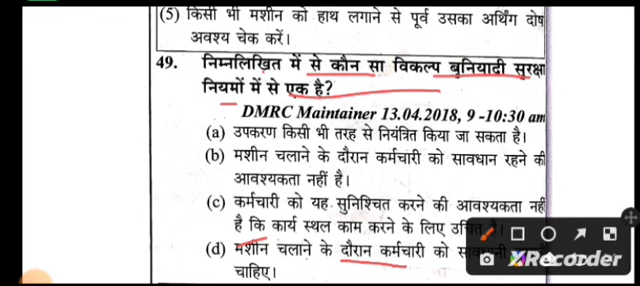 (5) किसी भी मशीन को हाथ लगाने से पूर्व उसका अर्थिंग दोष
अवश्य चेक करें।
49. निम्नलिखित में से कौन सा विकल्प बुनियादी सुरक्षा
नियमों में से एक है?
DMRC Maintainer 13.04.2018, 9 -10:30 am
(a) उपकरण किसी भी तरह से नियंत्रित किया जा सकता है।
(b) मशीन चलाने के दौरान कर्मचारी को सावधान रहने की
आवश्यकता नहीं है।
(c) कर्मचारी को यह सुनिश्चित करने की आवश्यकता नहीं
है कि कार्य स्थल काम करने के लिए
(d) मशीन चलाने के दौरान कर्मचारी को
चाहिए।
XRecorder